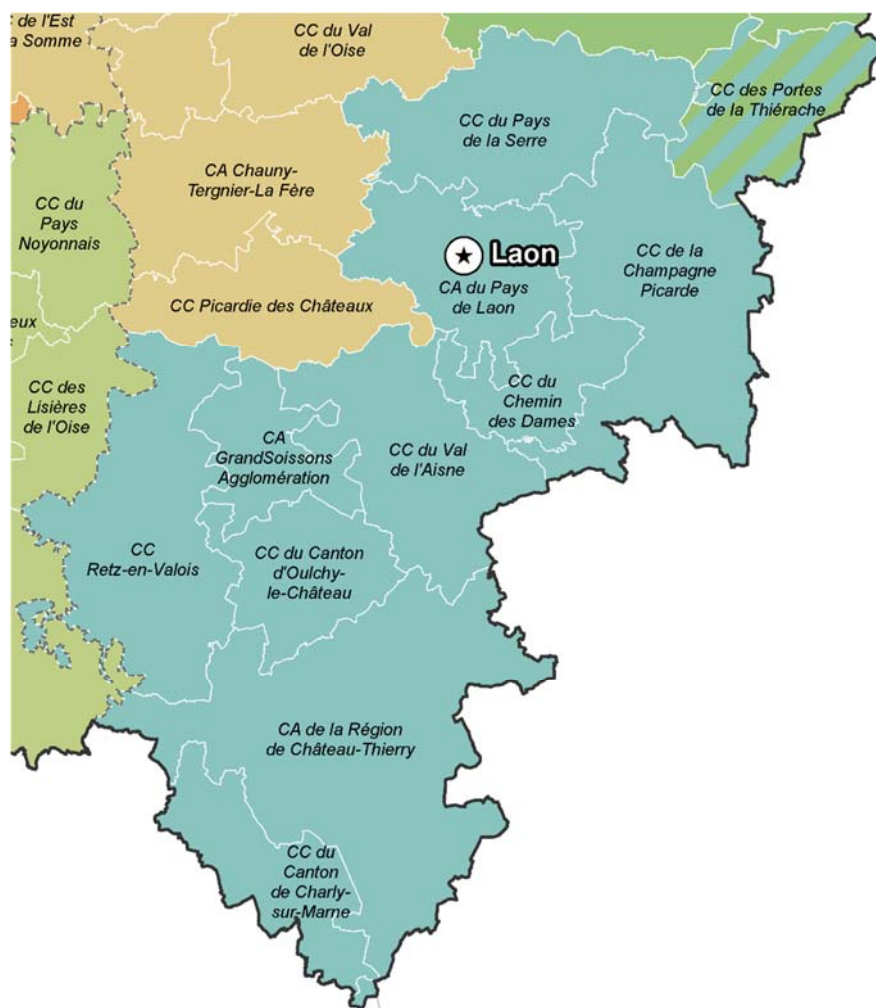 de l'Est
la Somme
CC du Val
de l'Oise
CC des Portes
de la Thiérache
CC du Pays
de la Serre
CA Chauny-
Tergnier-La Fère
CC du
Pays
Noyonnais
Laon
CA du Pays
de Laon
CC de la
Champagne
Picarde
CC Picardie des Châteaux
CC des
Lisières
de l'Oise
CC du
Chemin
des Dames
CA
GrandSoissons
Agglomération
CC du Val
de l'Aisne
CC
Retz-en-Valois
CC du Canton
d'Oulchy-
le-Château
CA de la Région
de Château-Thierry
CC du
Canton
de Charly-
sur-Marne